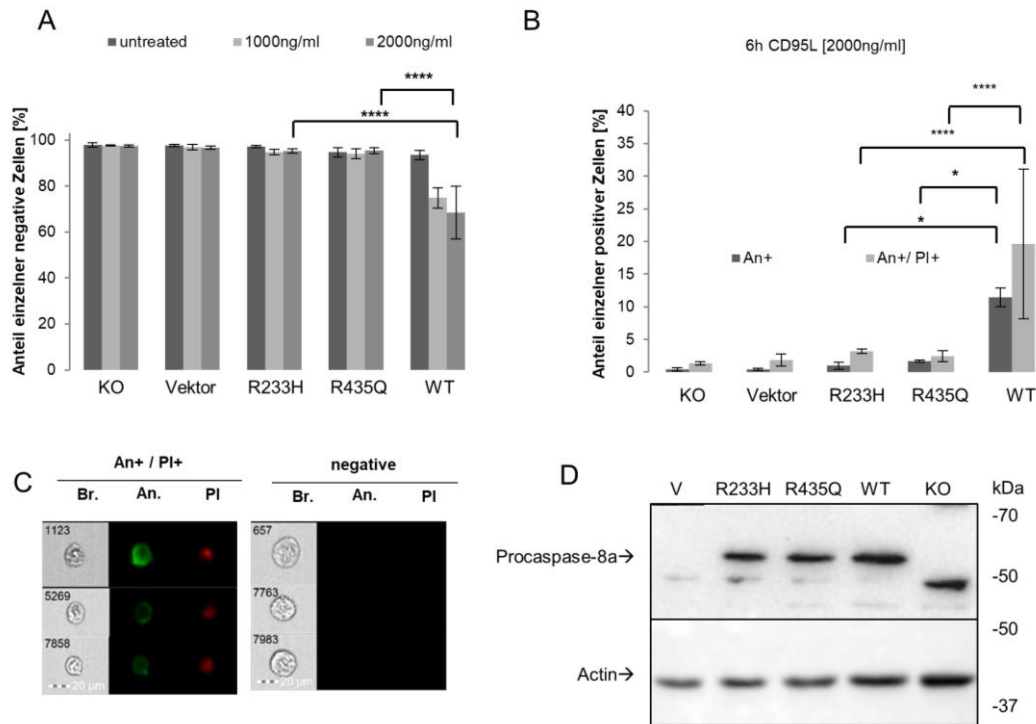 A
untreated 1000ng/ml 2000ng/ml
****
****
Anteil einzelner negative Zellen [%]
100
80
60
40
20
0
KO Vektor R233H R435Q WT
B
6h CD95L [2000ng/ml]
****
****
*
*
Anteil einzelner positiver Zellen [%]
40
35
30
25
20
15
10
5
0
An+ An+/ PI+
KO Vektor R233H R435Q WT
C
An+ / PI+ negative
Br. An. PI Br. An. PI
1123
5269
7858
20 µm
657
7763
7983
20 µm
D
V R233H R435Q WT KO kDa
-70
Procaspase-8a→
-50
-50
Actin→
-37